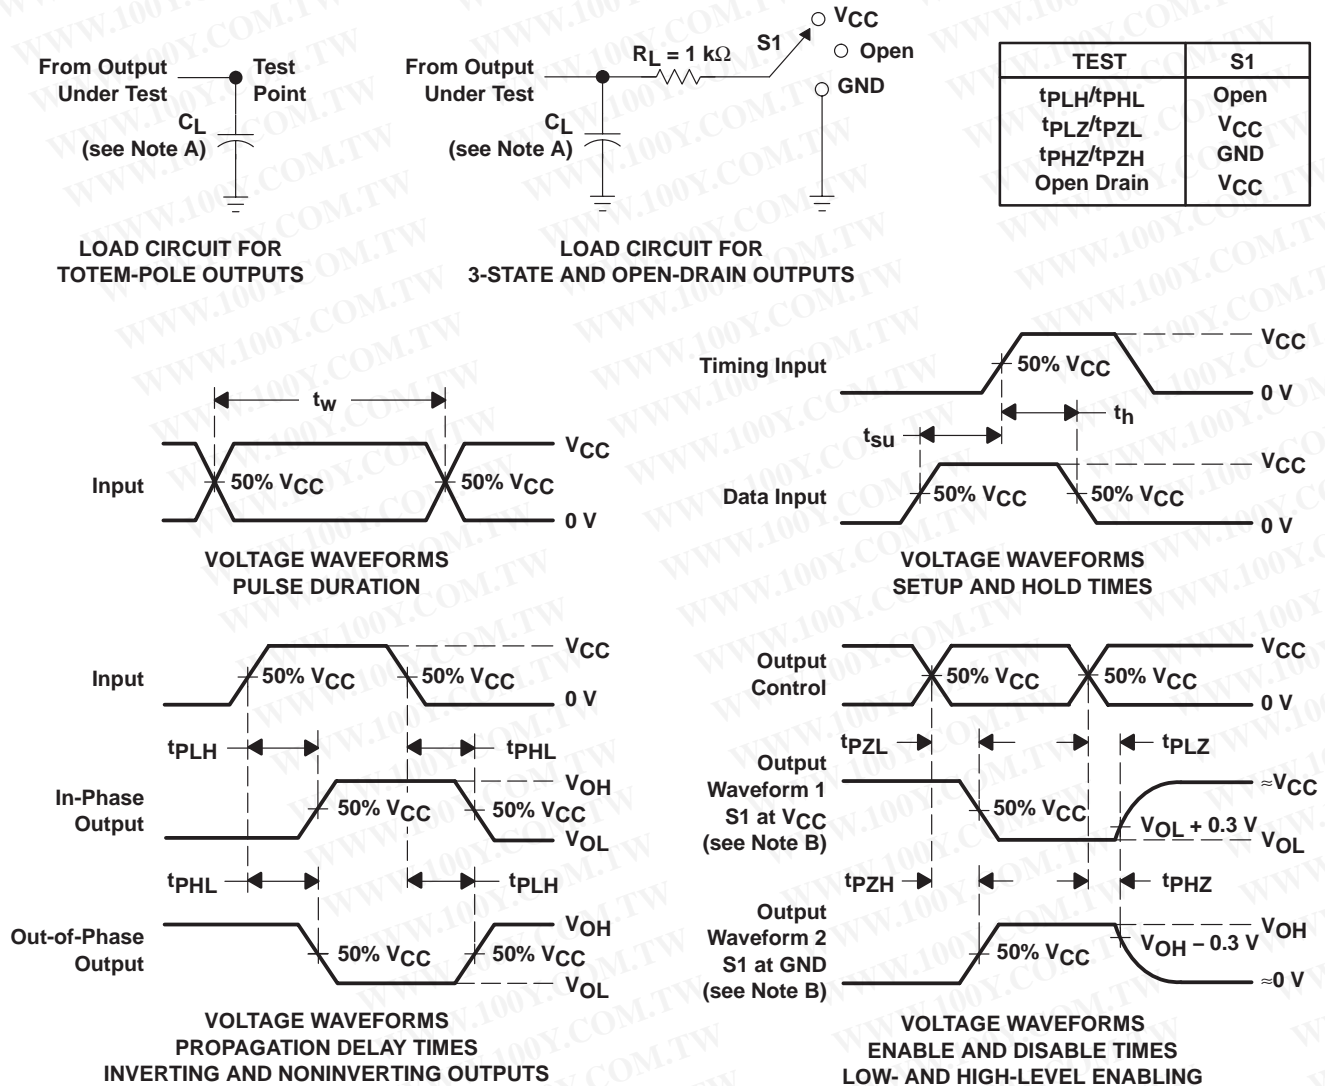 From Output
Under Test
Test
Point
CL
(see Note A)
LOAD CIRCUIT FOR
TOTEM-POLE OUTPUTS
From Output
Under Test
RL = 1 kΩ
S1
VCC
Open
GND
CL
(see Note A)
LOAD CIRCUIT FOR
3-STATE AND OPEN-DRAIN OUTPUTS
TEST S1
tPLH/tPHL Open
tPLZ/tPZL VCC
tPHZ/tPZH GND
Open Drain VCC
tw
Input
50% VCC
50% VCC
VCC
0 V
VOLTAGE WAVEFORMS
PULSE DURATION
Timing Input
50% VCC
VCC
0 V
tsu
th
Data Input
50% VCC
50% VCC
VCC
0 V
VOLTAGE WAVEFORMS
SETUP AND HOLD TIMES
Input
50% VCC
50% VCC
VCC
0 V
tPLH
tPHL
In-Phase
Output
50% VCC
50% VCC
VOH
VOL
tPHL
tPLH
Out-of-Phase
Output
50% VCC
50% VCC
VOH
VOL
VOLTAGE WAVEFORMS
PROPAGATION DELAY TIMES
INVERTING AND NONINVERTING OUTPUTS
Output
Control
50% VCC
50% VCC
VCC
0 V
tPZL
tPLZ
Output
Waveform 1
S1 at VCC
(see Note B)
50% VCC
≈VCC
VOL + 0.3 V
VOL
tPZH
tPHZ
Output
Waveform 2
S1 at GND
(see Note B)
50% VCC
VOH
VOH − 0.3 V
≈0 V
VOLTAGE WAVEFORMS
ENABLE AND DISABLE TIMES
LOW- AND HIGH-LEVEL ENABLING
WWW.100Y.COM.TW